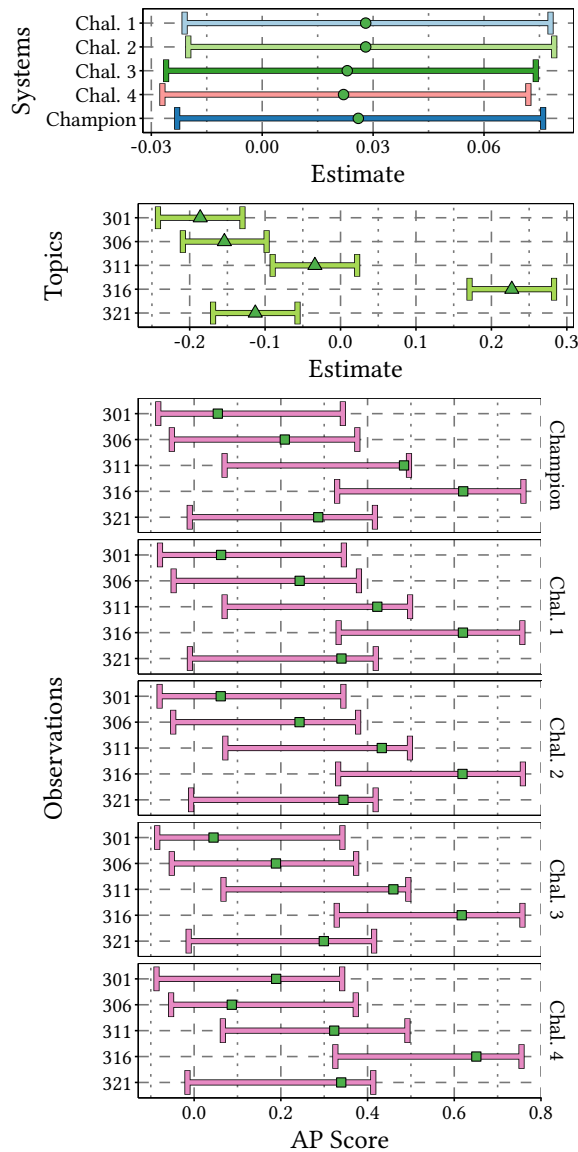 Systems
Chal. 1
Chal. 2
Chal. 3
Chal. 4
Champion
-0.03 0.00 0.03 0.06
Estimate
Topics
301
306
311
316
321
-0.2 -0.1 0.0 0.1 0.2 0.3
Estimate
Observations
301
306
311
316
321
Champion
301
306
311
316
321
Chal. 1
301
306
311
316
321
Chal. 2
301
306
311
316
321
Chal. 3
301
306
311
316
321
Chal. 4
0.0 0.2 0.4 0.6 0.8
AP Score